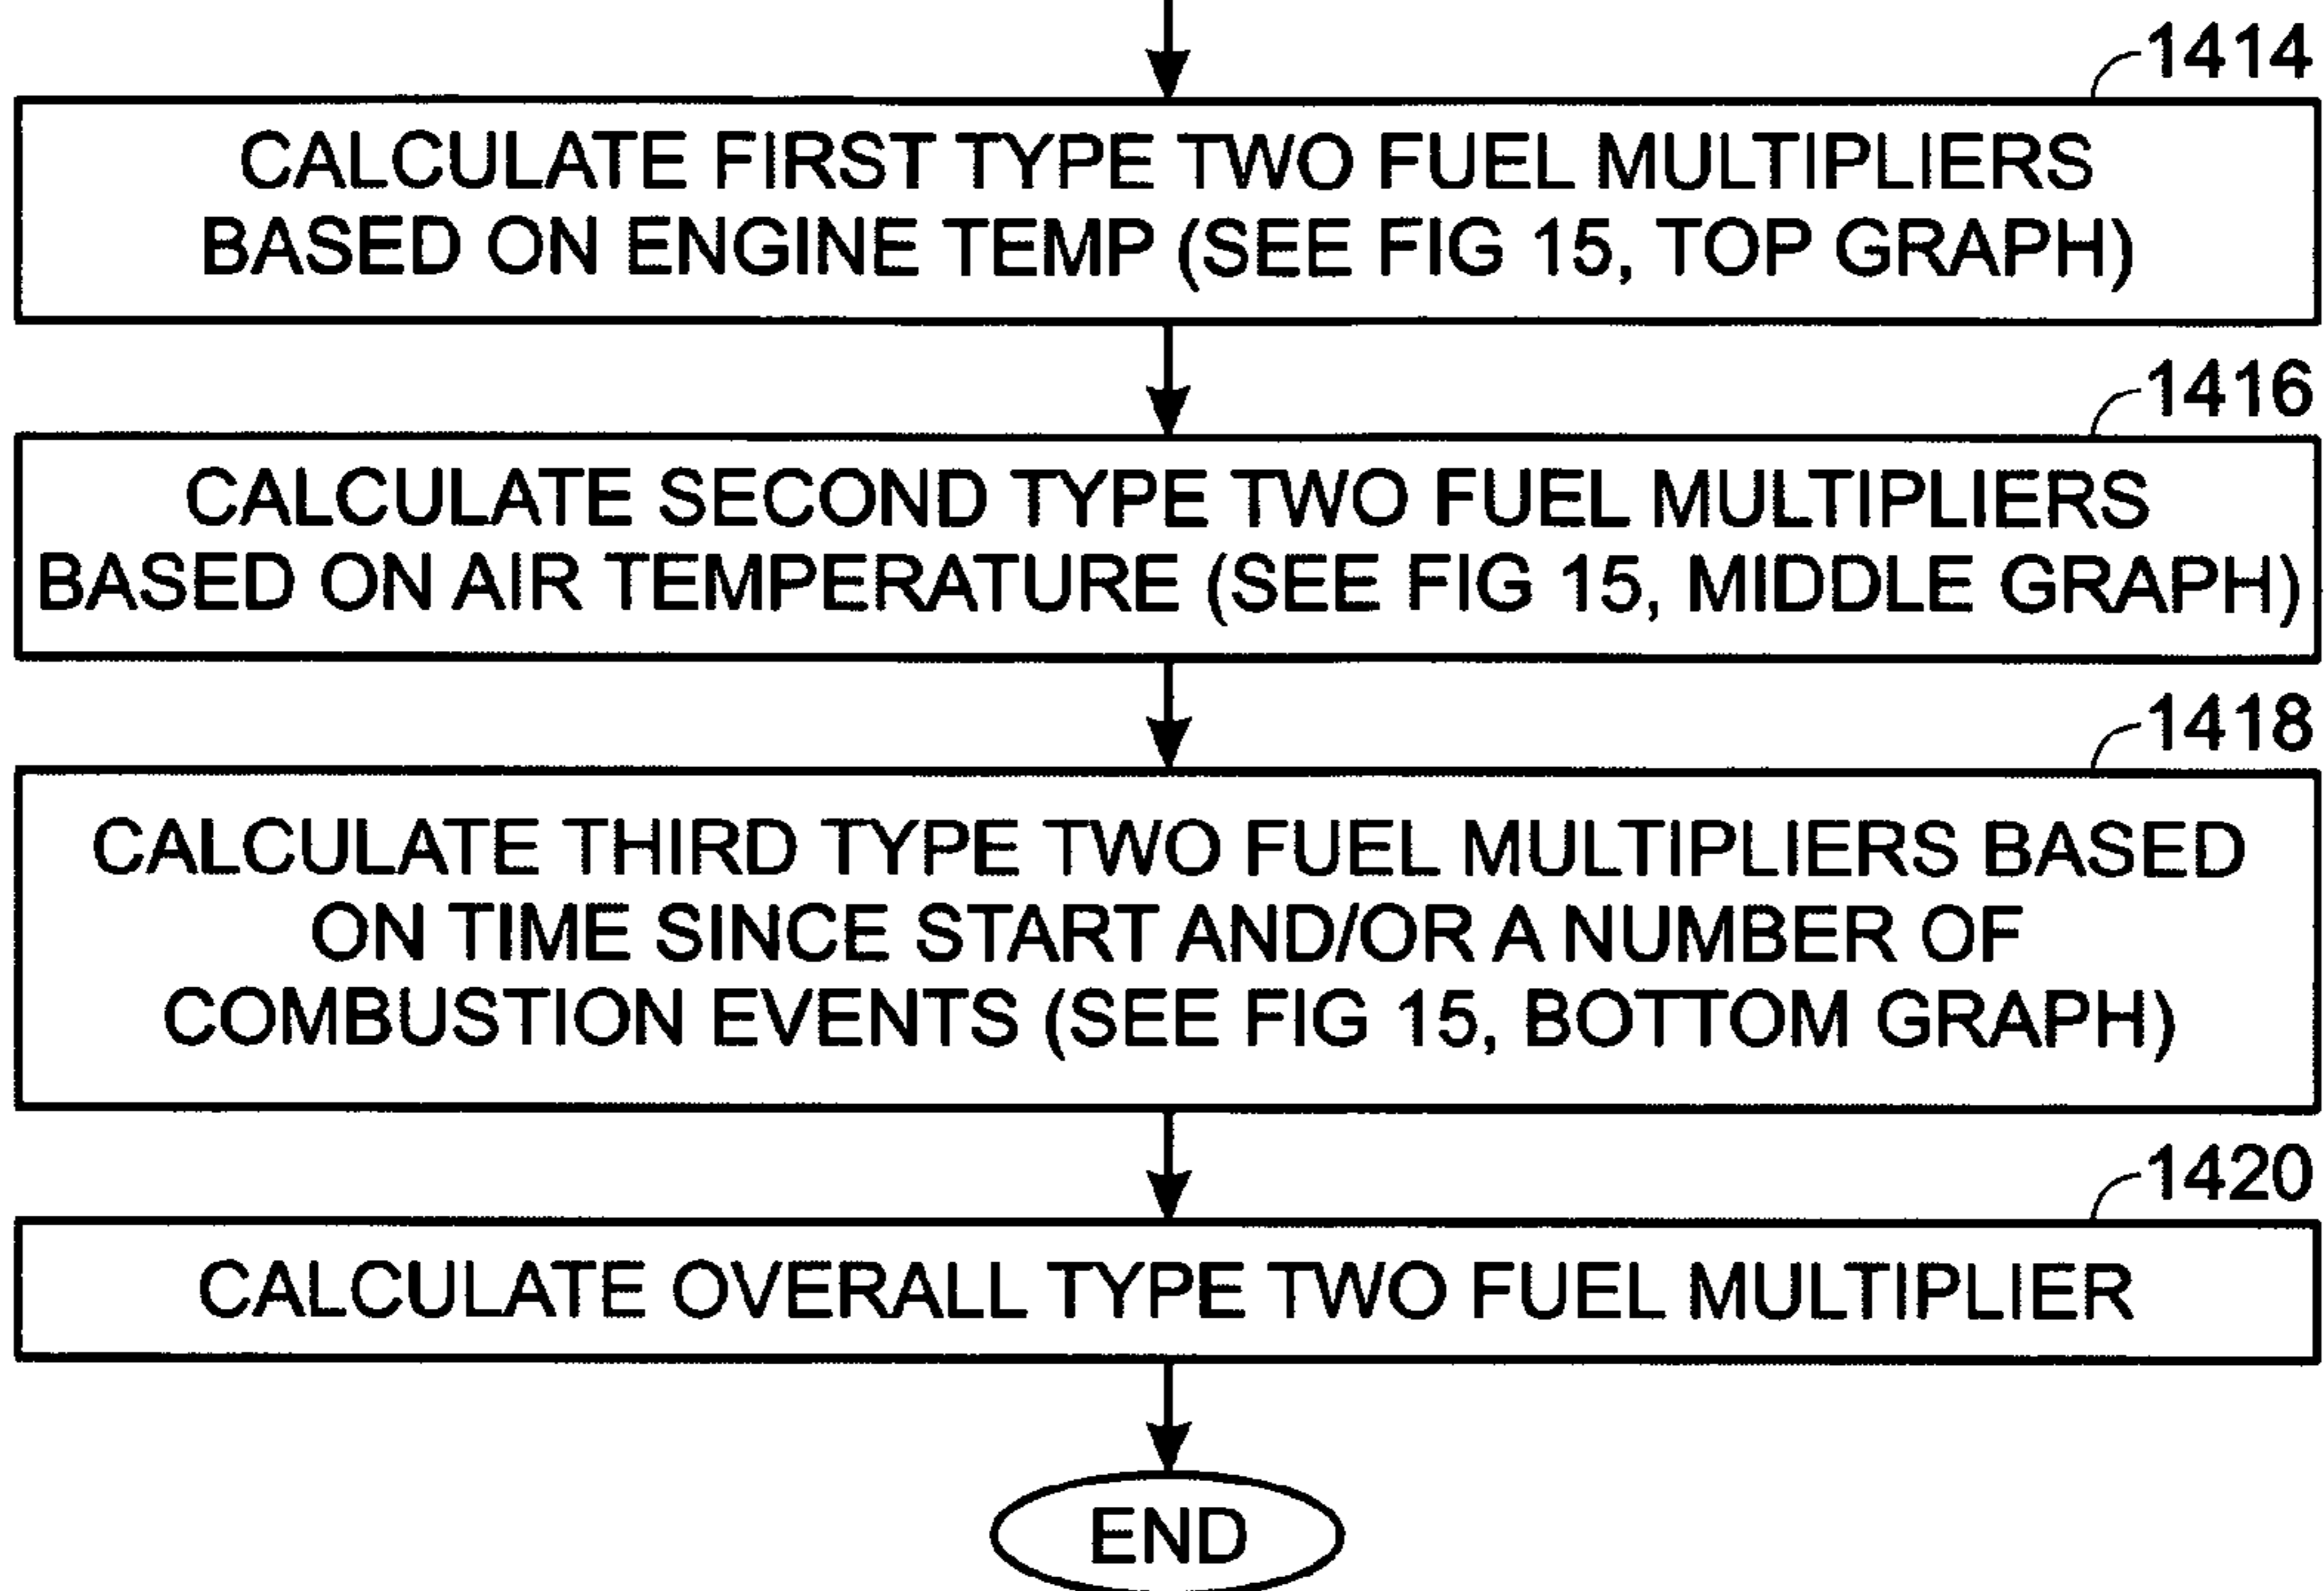 1414
CALCULATE FIRST TYPE TWO FUEL MULTIPLIERS
BASED ON ENGINE TEMP (SEE FIG 15, TOP GRAPH)
1416
CALCULATE SECOND TYPE TWO FUEL MULTIPLIERS
BASED ON AIR TEMPERATURE (SEE FIG 15, MIDDLE GRAPH)
1418
CALCULATE THIRD TYPE TWO FUEL MULTIPLIERS BASED
ON TIME SINCE START AND/OR A NUMBER OF
COMBUSTION EVENTS (SEE FIG 15, BOTTOM GRAPH)
1420
CALCULATE OVERALL TYPE TWO FUEL MULTIPLIER
END